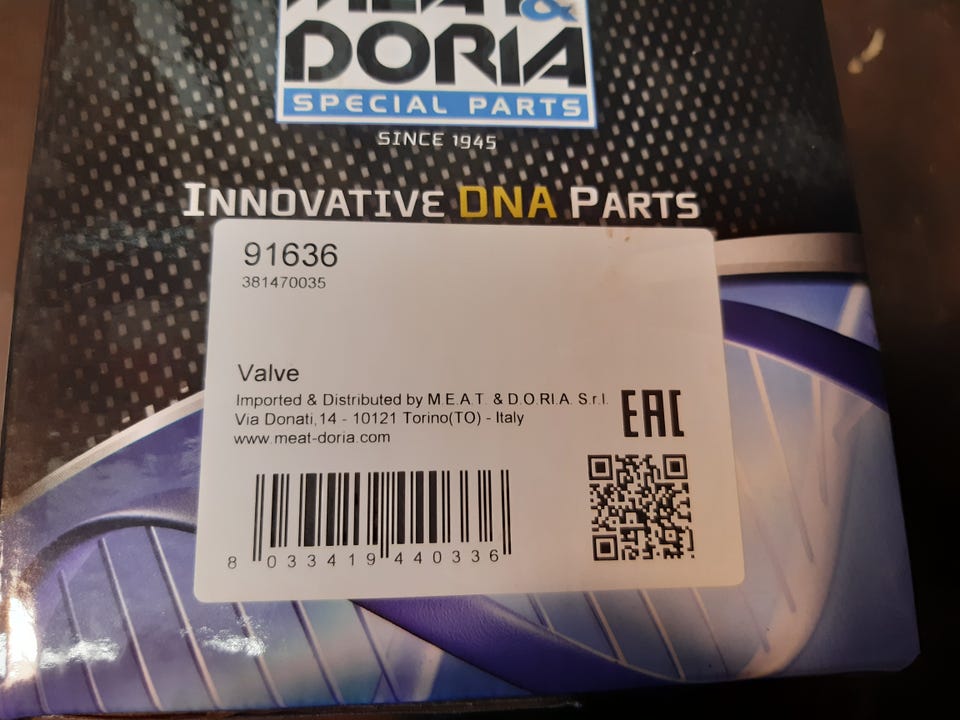 MEAT &
DORIA
SPECIAL PARTS
SINCE 1945
INNOVATIVE DNA PARTS
91636
381470035
Valve
Imported & Distributed by M.E.A.T. & D.O.R.I.A. S.r.l.
Via Donati,14 - 10121 Torino(TO) - Italy
www.meat-doria.com
EAC
8 033419 440336